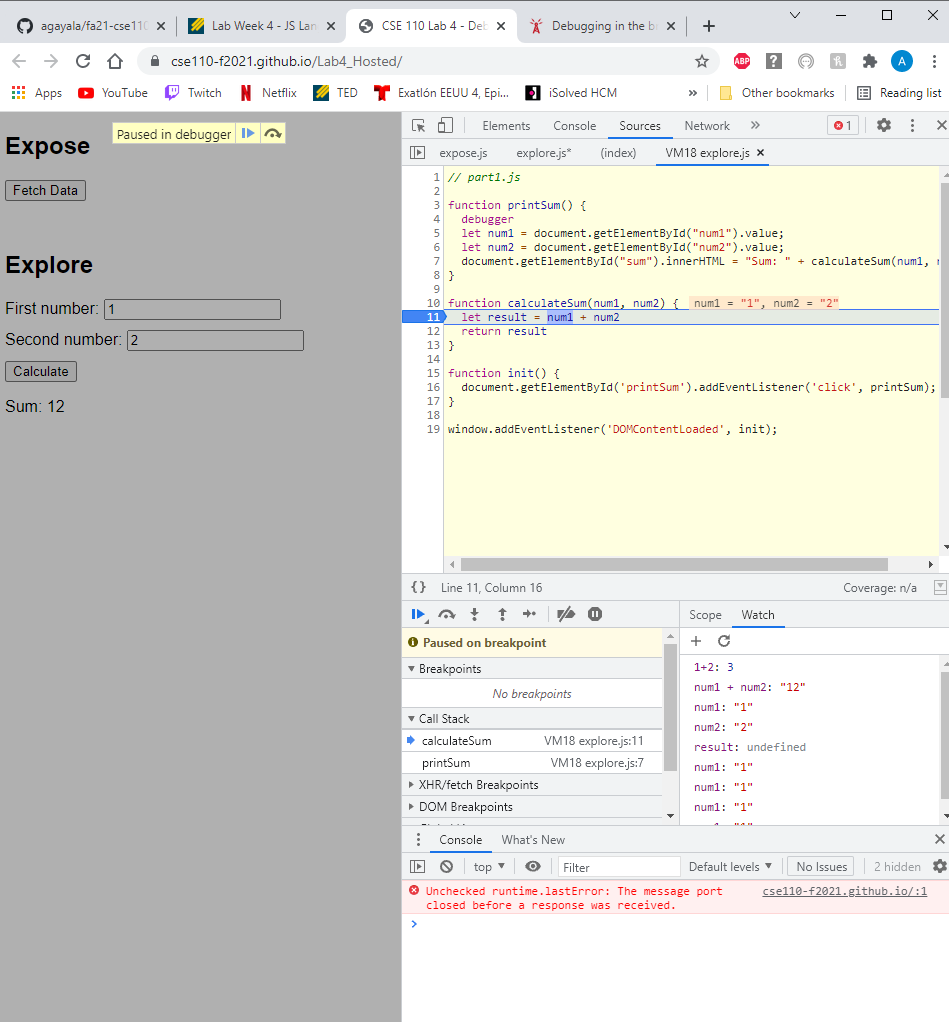 agayala/fa21-cse110
Lab Week 4 - JS Lan
CSE 110 Lab 4 - Deb
Debugging in the b
cse110-f2021.github.io/Lab4_Hosted/
ABP
A
Apps
YouTube
Twitch
Netflix
TED
Exatlón EEUU 4, Epi...
iSolved HCM
»
Other bookmarks
Reading list
Paused in debugger
Expose
Fetch Data
Explore
First number: 1
Second number: 2
Calculate
Sum: 12
Elements Console Sources Network » 1
expose.js explore.js* (index) VM18 explore.js
1 // part1.js
2
3 function printSum() {
4 debugger
5 let num1 = document.getElementById("num1").value;
6 let num2 = document.getElementById("num2").value;
7 document.getElementById("sum").innerHTML = "Sum: " + calculateSum(num1,
8 }
9
10 function calculateSum(num1, num2) { num1 = "1", num2 = "2"
11 let result = num1 + num2
12 return result
13 }
14
15 function init() {
16 document.getElementById('printSum').addEventListener('click', printSum);
17 }
18
19 window.addEventListener('DOMContentLoaded', init);
{} Line 11, Column 16 Coverage: n/a
Paused on breakpoint
Breakpoints
No breakpoints
Call Stack
calculateSum VM18 explore.js:11
printSum VM18 explore.js:7
XHR/fetch Breakpoints
DOM Breakpoints
Scope Watch
1+2: 3
num1 + num2: "12"
num1: "1"
num2: "2"
result: undefined
num1: "1"
num1: "1"
num1: "1"
Console What's New
top Filter Default levels No Issues 2 hidden
Unchecked runtime.lastError: The message port cse110-f2021.github.io/:1
closed before a response was received.